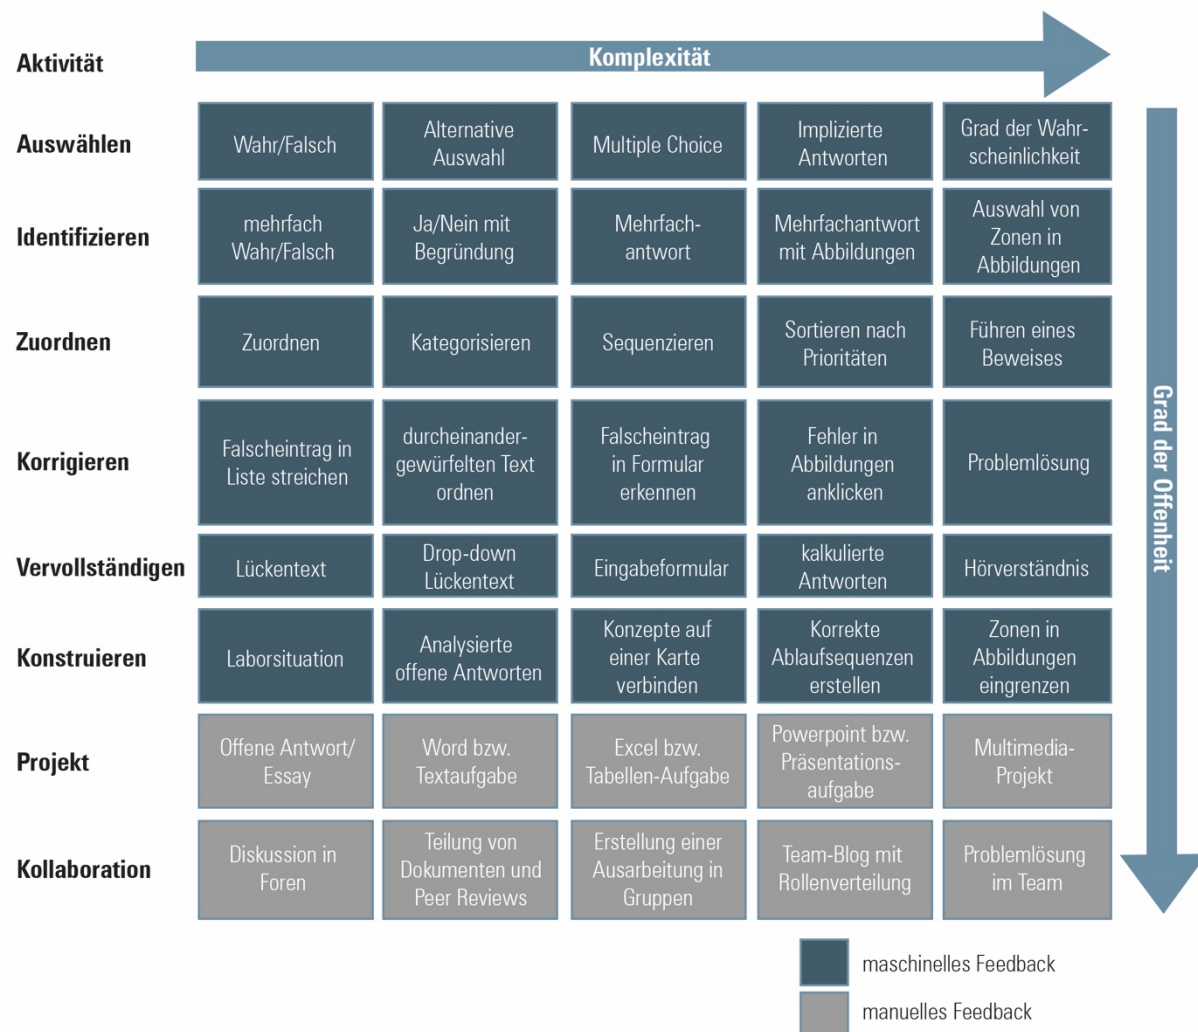 Aktivität
Komplexität
Auswählen
Wahr/Falsch
Alternative
Auswahl
Multiple Choice
Implizierte
Antworten
Grad der Wahr-
scheinlichkeit
Identifizieren
mehrfach
Wahr/Falsch
Ja/Nein mit
Begründung
Mehrfach-
antwort
Mehrfachantwort
mit Abbildungen
Auswahl von
Zonen in
Abbildungen
Zuordnen
Zuordnen
Kategorisieren
Sequenzieren
Sortieren nach
Prioritäten
Führen eines
Beweises
Korrigieren
Falscheintrag in
Liste streichen
durcheinander-
gewürfelten Text
ordnen
Falscheintrag
in Formular
erkennen
Fehler in
Abbildungen
anklicken
Problemlösung
Vervollständigen
Lückentext
Drop-down
Lückentext
Eingabeformular
kalkulierte
Antworten
Hörverständnis
Konstruieren
Laborsituation
Analysierte
offene Antworten
Konzepte auf
einer Karte
verbinden
Korrekte
Ablaufsequenzen
erstellen
Zonen in
Abbildungen
eingrenzen
Projekt
Offene Antwort/
Essay
Word bzw.
Textaufgabe
Excel bzw.
Tabellen-Aufgabe
Powerpoint bzw.
Präsentations-
aufgabe
Multimedia-
Projekt
Kollaboration
Diskussion in
Foren
Teilung von
Dokumenten und
Peer Reviews
Erstellung einer
Ausarbeitung in
Gruppen
Team-Blog mit
Rollenverteilung
Problemlösung
im Team
Grad der Offenheit
maschinelles Feedback
manuelles Feedback